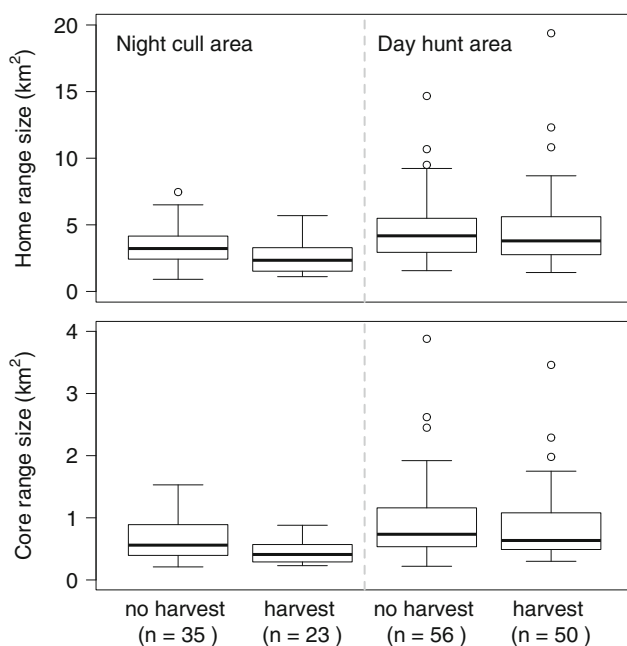 Night cull area Day hunt area
Home range size (km²)
20
15
10
5
0
Core range size (km²)
4
3
2
1
0
no harvest harvest no harvest harvest
(n = 35 ) (n = 23 ) (n = 56 ) (n = 50 )